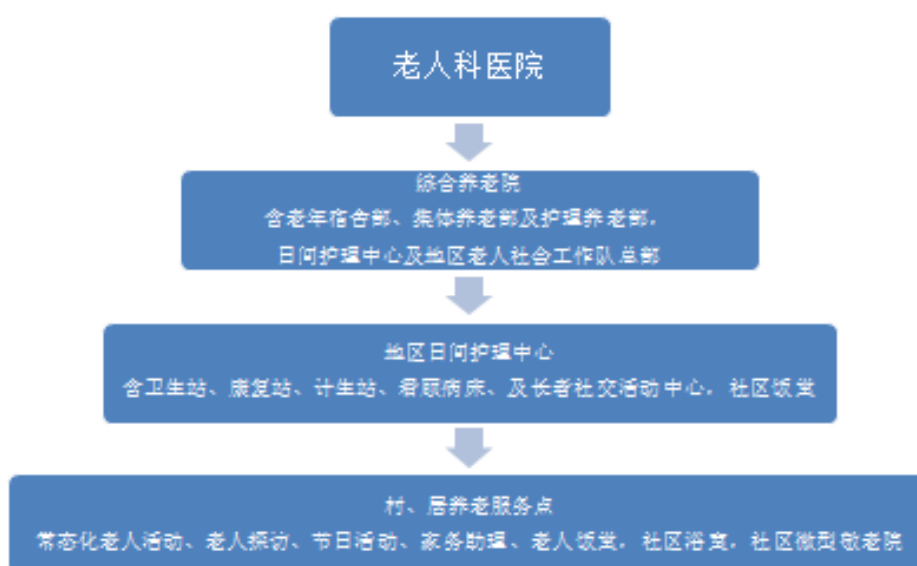 老人科医院
综合养老院
含老年宿舍部、集体养老部及护理养老部,
日间护理中心及地区老人社会工作队总部
地区日间护理中心
含卫生站、康复站、计生站、看顾病床、及长者社交活动中心,社区饭堂
村、居养老服务点
常态化老人活动、老人探访、节日活动、家务助理、老人饭堂,社区浴室,社区微型敬老院